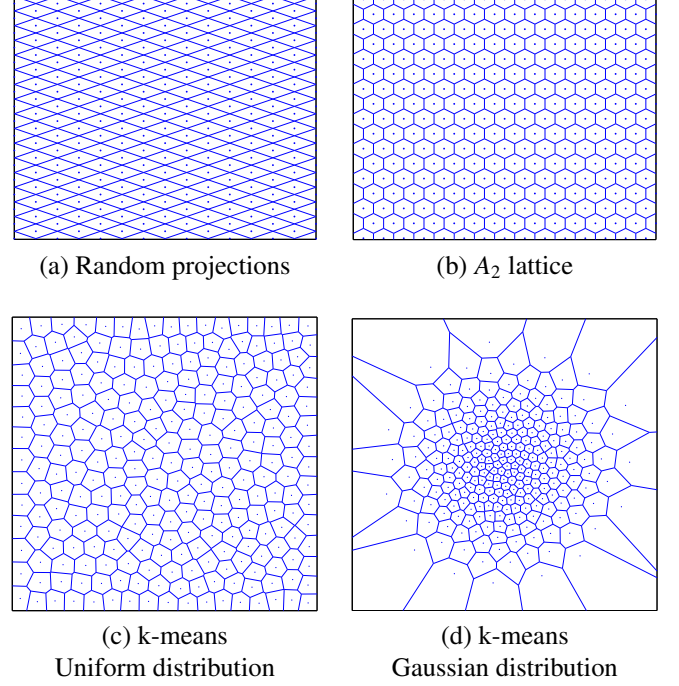 (a) Random projections
(b) A₂ lattice
(c) k-means
Uniform distribution
(d) k-means
Gaussian distribution